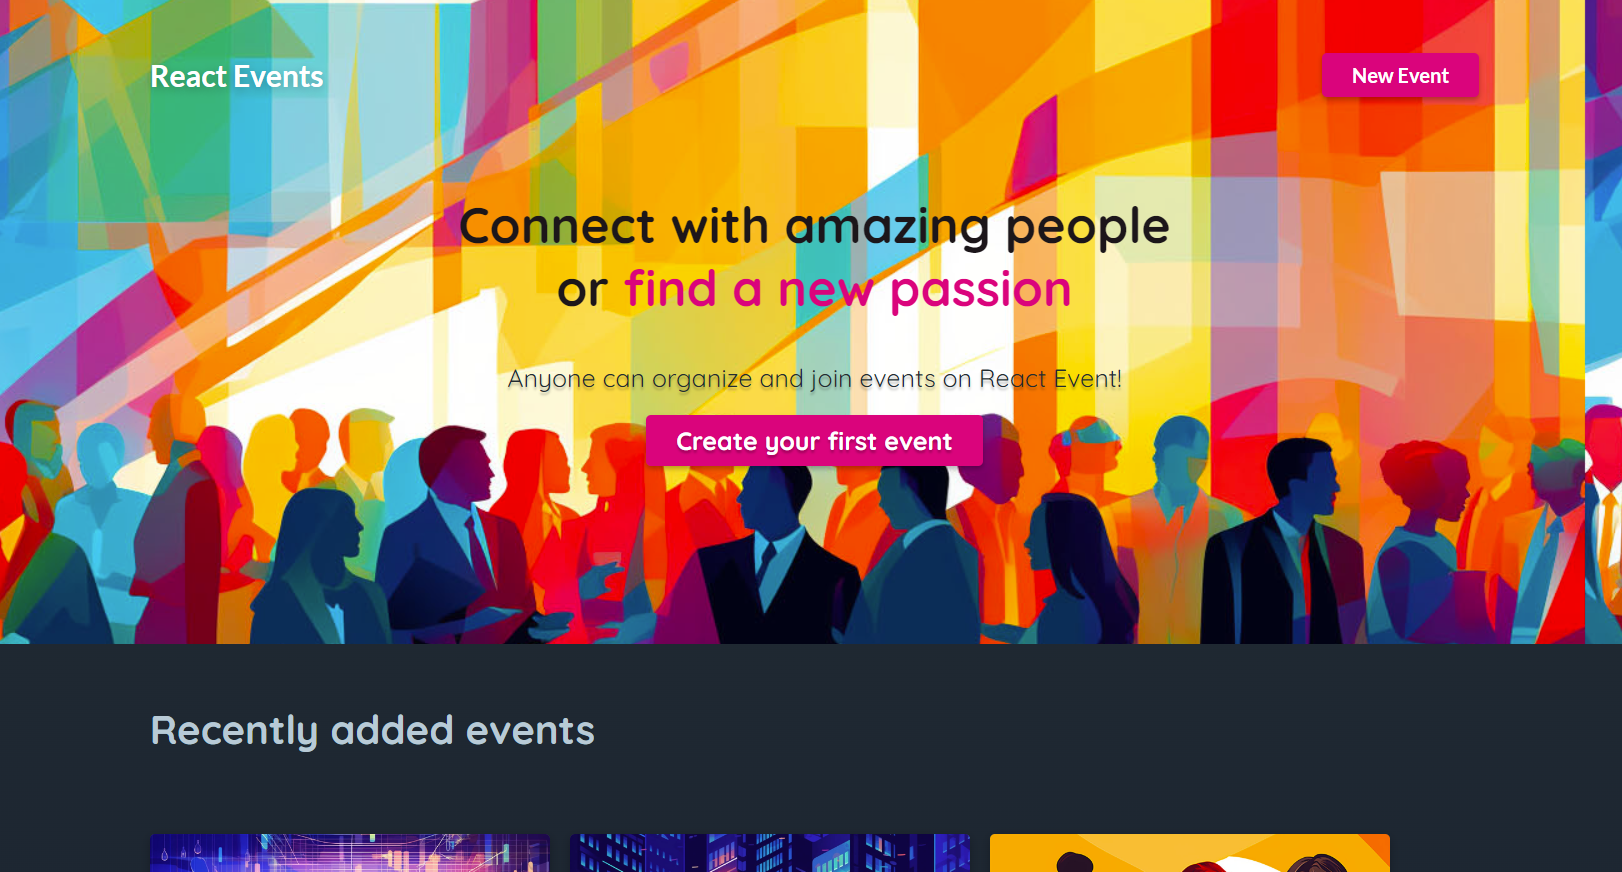 React Events
New Event
Connect with amazing people
or find a new passion
Anyone can organize and join events on React Event!
Create your first event
Recently added events